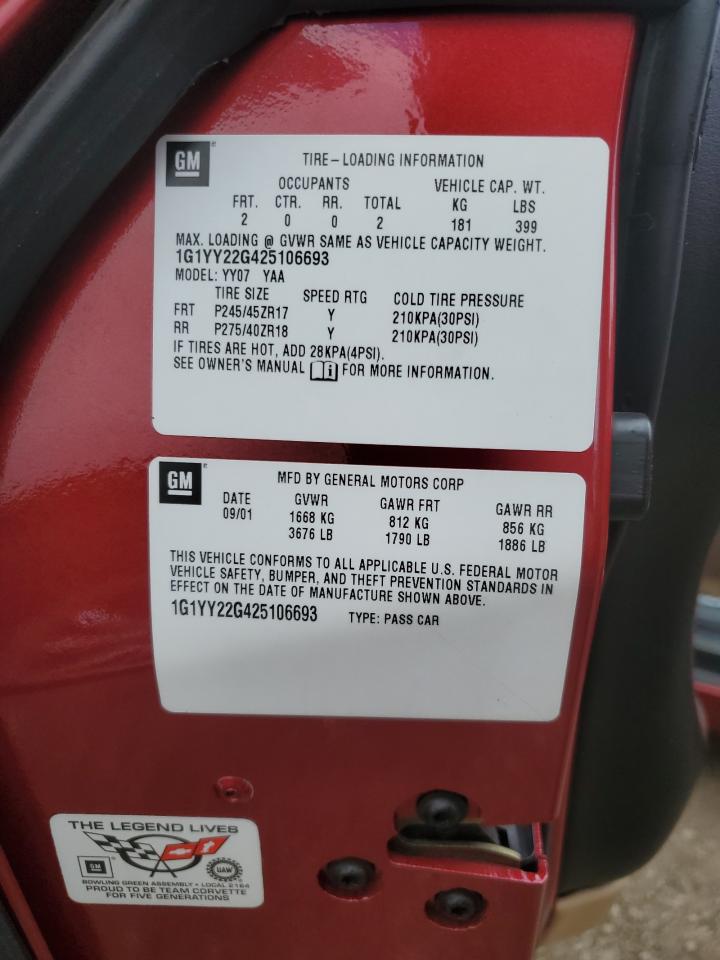 GM
TIRE-LOADING INFORMATION
OCCUPANTS VEHICLE CAP. WT.
FRT. CTR. RR. TOTAL KG LBS
2 0 0 2 181 399
MAX. LOADING @ GVWR SAME AS VEHICLE CAPACITY WEIGHT.
1G1YY22G425106693
MODEL: YY07 YAA
TIRE SIZE SPEED RTG COLD TIRE PRESSURE
FRT P245/45ZR17 Y 210KPA(30PSI)
RR P275/40ZR18 Y 210KPA(30PSI)
IF TIRES ARE HOT, ADD 28KPA(4PSI).
SEE OWNER'S MANUAL i FOR MORE INFORMATION.
GM
MFD BY GENERAL MOTORS CORP
DATE GVWR GAWR FRT GAWR RR
09/01 1668 KG 812 KG 856 KG
3676 LB 1790 LB 1886 LB
THIS VEHICLE CONFORMS TO ALL APPLICABLE U.S. FEDERAL MOTOR
VEHICLE SAFETY, BUMPER, AND THEFT PREVENTION STANDARDS IN
EFFECT ON THE DATE OF MANUFACTURE SHOWN ABOVE.
1G1YY22G425106693 TYPE: PASS CAR
THE LEGEND LIVES
GM UAW
BOWLING GREEN ASSEMBLY • LOCAL 2164
PROUD TO BE TEAM CORVETTE
FOR FIVE GENERATIONS